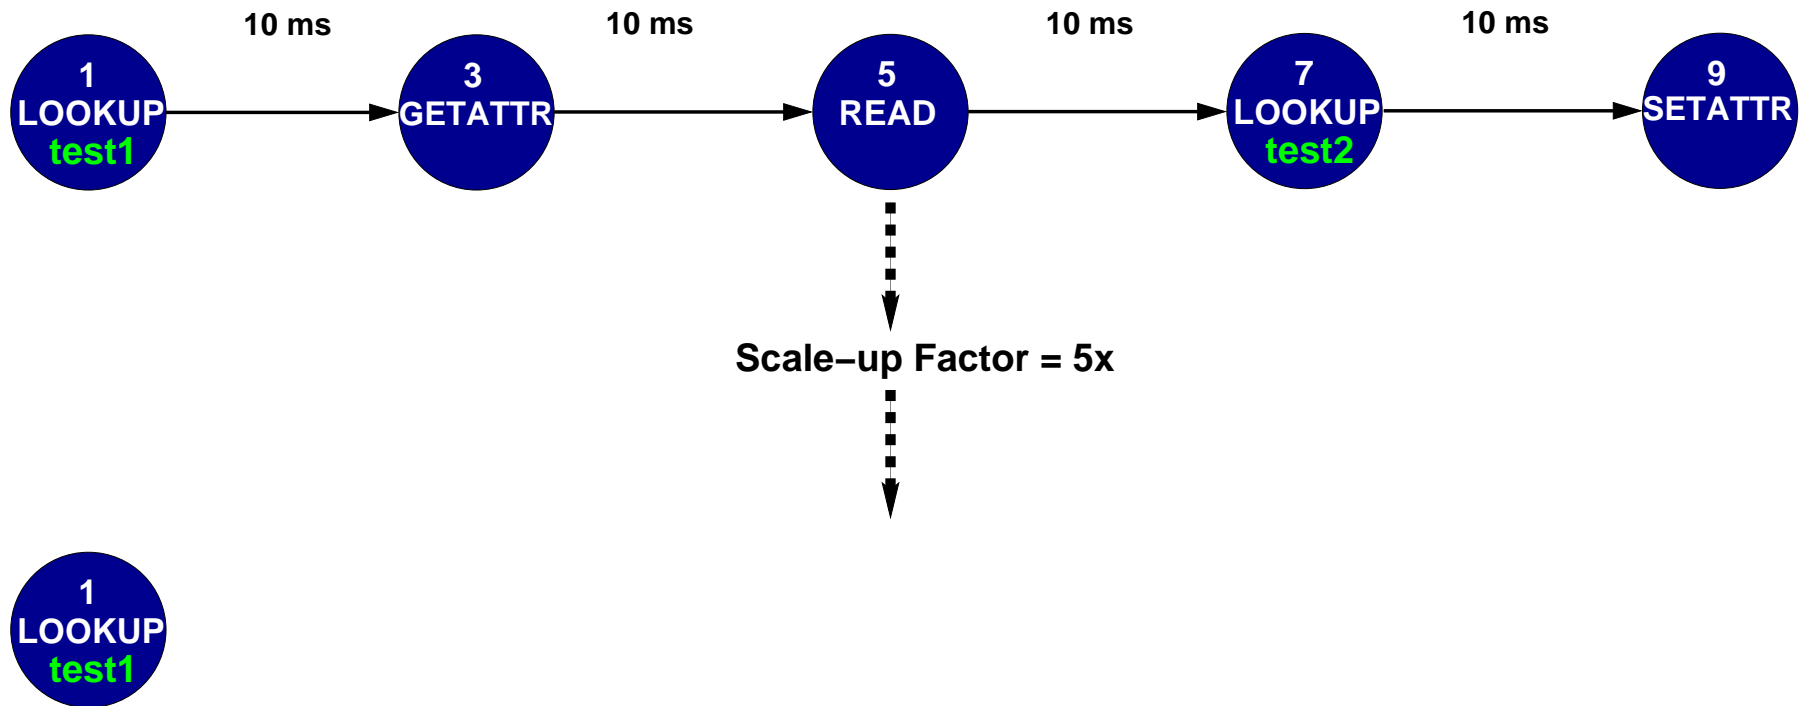 10 ms
10 ms
10 ms
10 ms
1
LOOKUP
test1
3
GETATTR
5
READ
7
LOOKUP
test2
9
SETATTR
Scale–up Factor = 5x
1
LOOKUP
test1